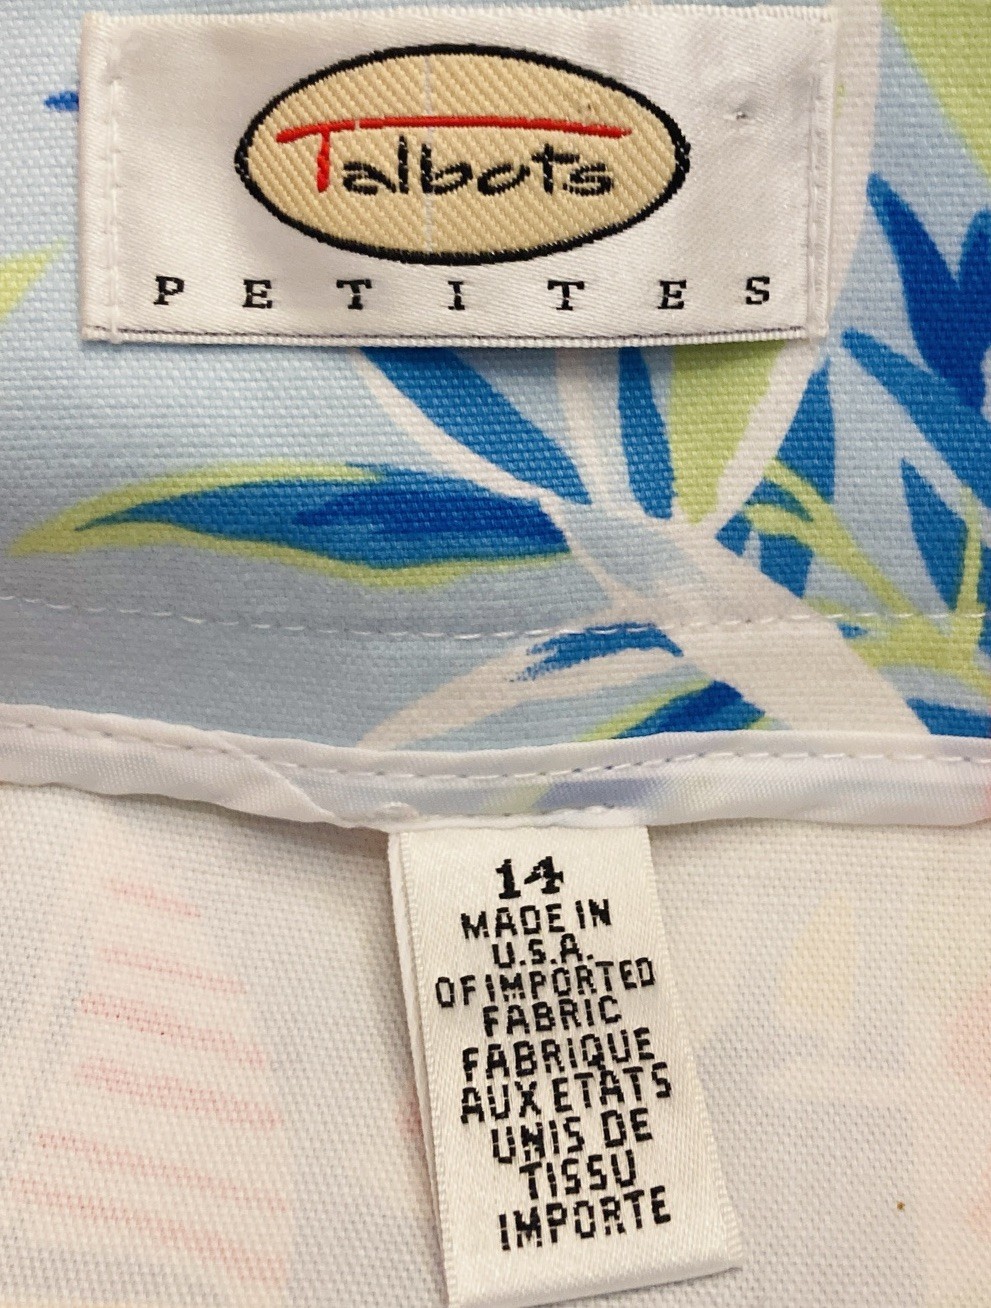 Talbots
PETITES
14
MADE IN
U.S.A.
OF IMPORTED
FABRIC
FABRIQUE
AUX ETATS
UNIS DE
TISSU
IMPORTE